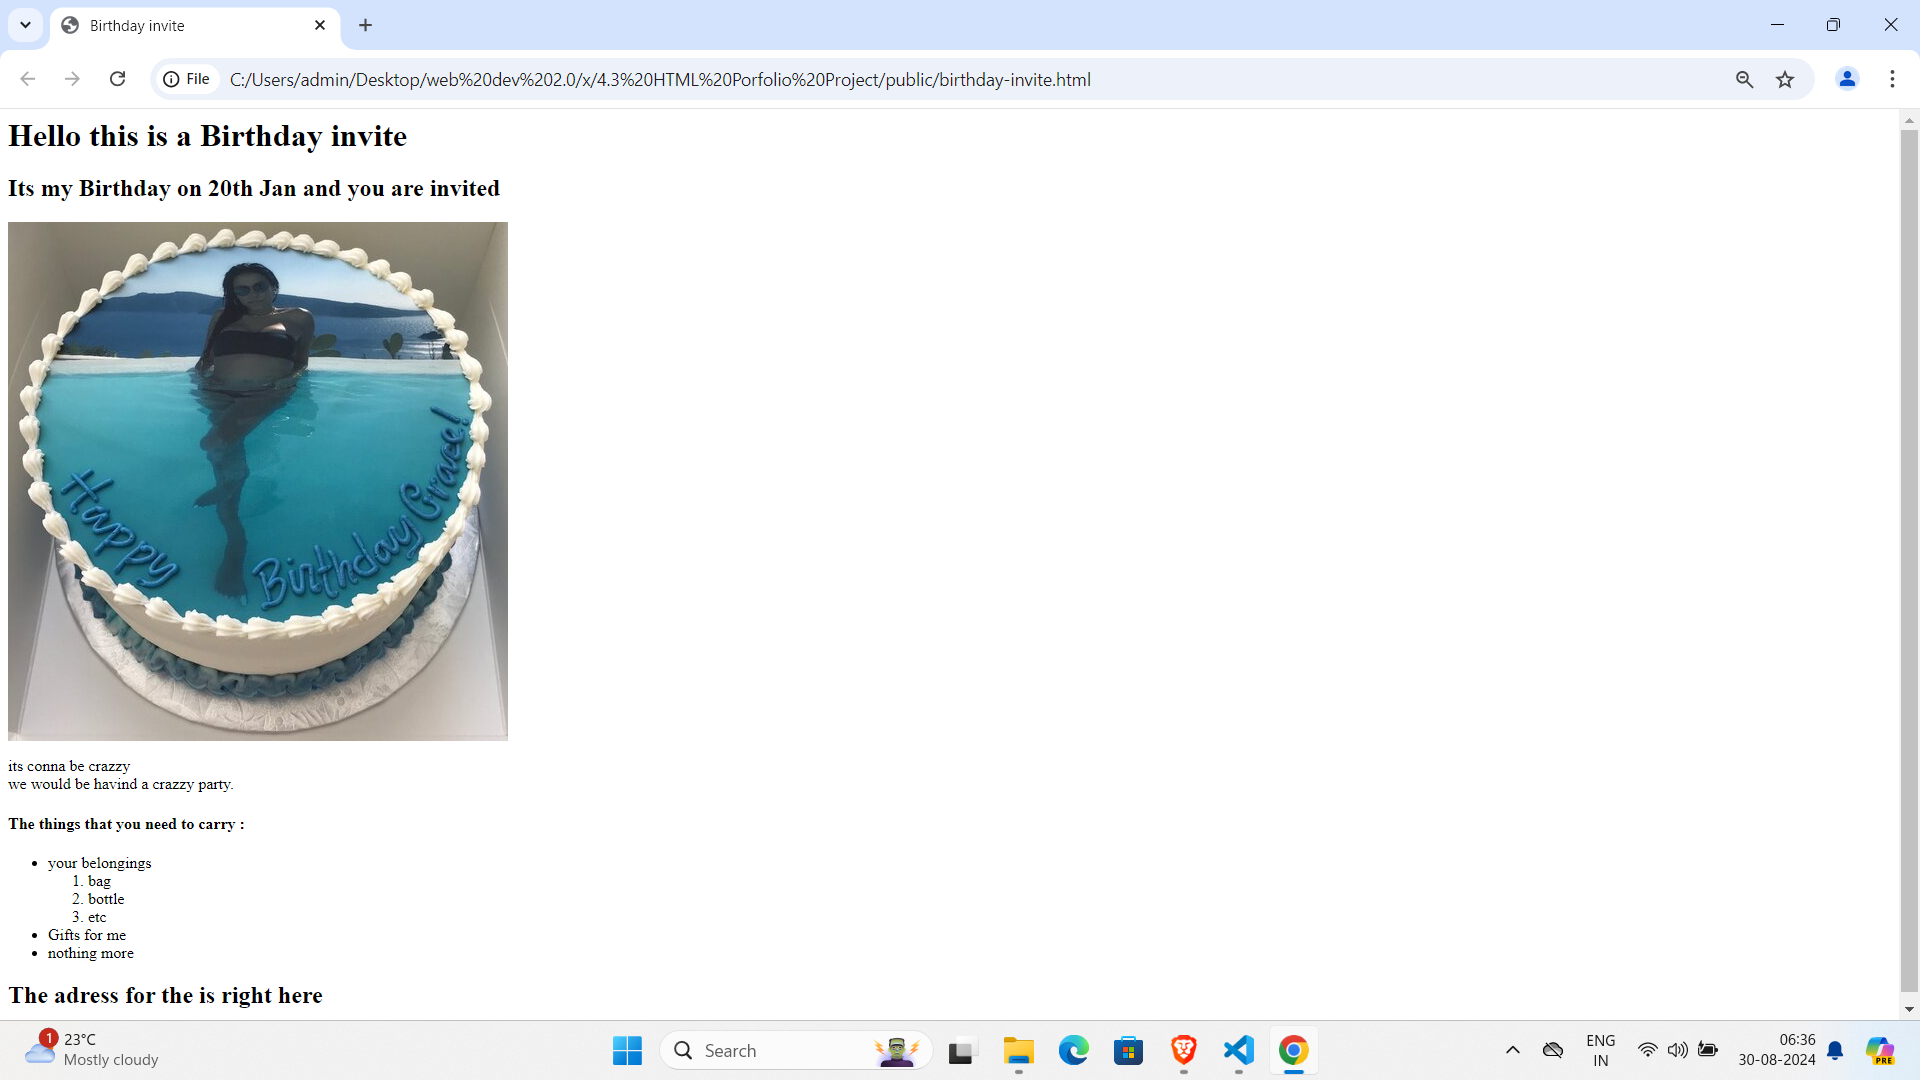 Birthday invite
File
C:/Users/admin/Desktop/web%20dev%202.0/x/4.3%20HTML%20Porfolio%20Project/public/birthday-invite.html
Hello this is a Birthday invite
Its my Birthday on 20th Jan and you are invited
Happy Birthday Grace!
its conna be crazzy
we would be havind a crazzy party.
The things that you need to carry :
• your belongings
1. bag
2. bottle
3. etc
• Gifts for me
• nothing more
The adress for the is right here
1
23°C
Mostly cloudy
Search
ENG
IN
06:36
30-08-2024
PRE